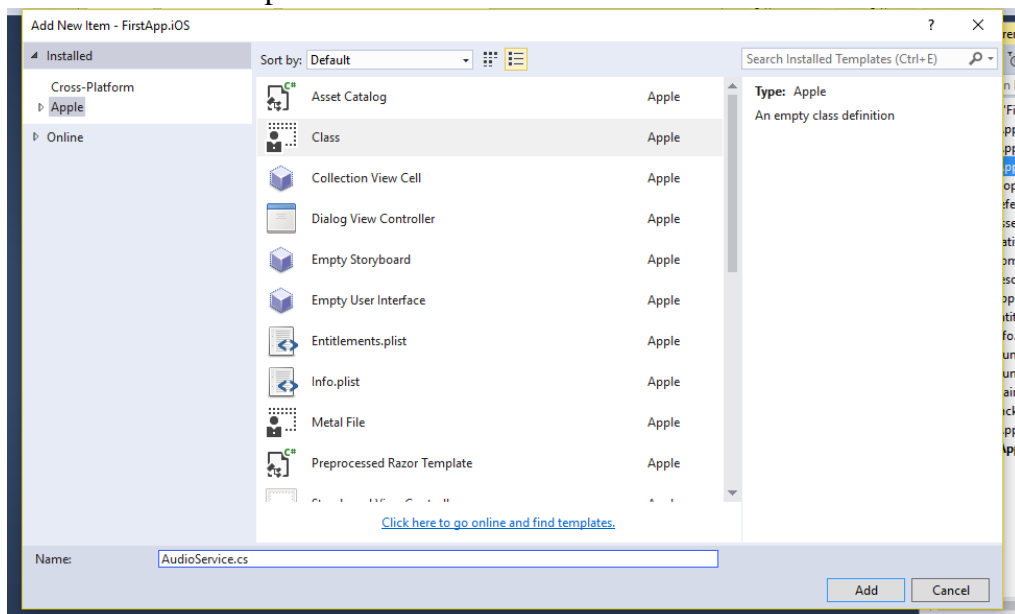 Add New Item - FirstApp.iOS ? ×
Installed
Sort by: Default
Search Installed Templates (Ctrl+E)
Cross-Platform
Apple
Online
Asset Catalog Apple
Class Apple
Collection View Cell Apple
Dialog View Controller Apple
Empty Storyboard Apple
Empty User Interface Apple
Entitlements.plist Apple
Info.plist Apple
Metal File Apple
Preprocessed Razor Template Apple
Type: Apple
An empty class definition
Click here to go online and find templates.
Name: AudioService.cs
Add Cancel